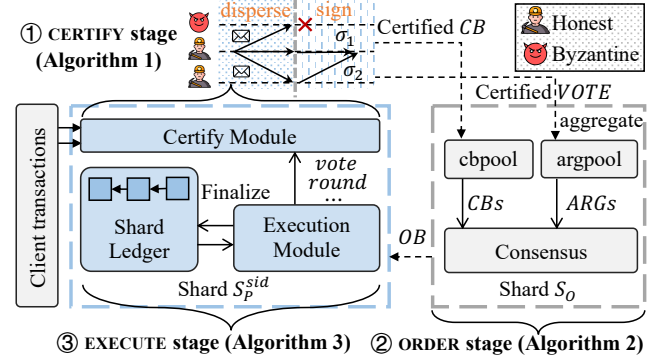 disperse sign
① CERTIFY stage
(Algorithm 1)
σ₁
σ₂
Certified CB
Honest
Byzantine
Certified VOTE
aggregate
Client transactions
Certify Module
vote
round
...
Finalize
Shard
Ledger
Execution
Module
Shard S_P^sid
OB
cbpool
argpool
CBs
ARGs
Consensus
Shard S_O
③ EXECUTE stage (Algorithm 3)
② ORDER stage (Algorithm 2)